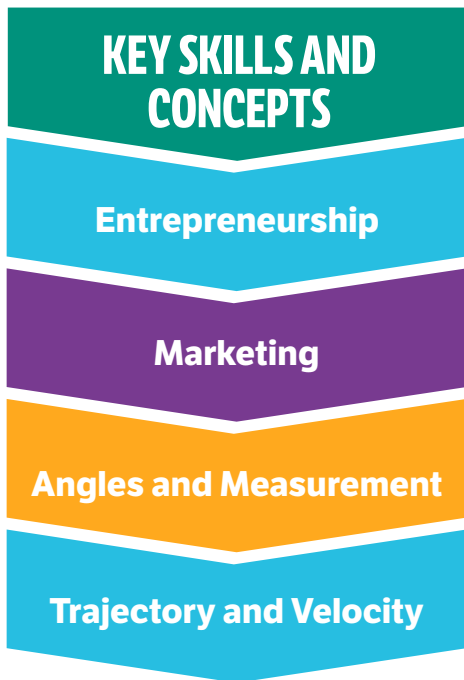 KEY SKILLS AND
CONCEPTS
Entrepreneurship
Marketing
Angles and Measurement
Trajectory and Velocity